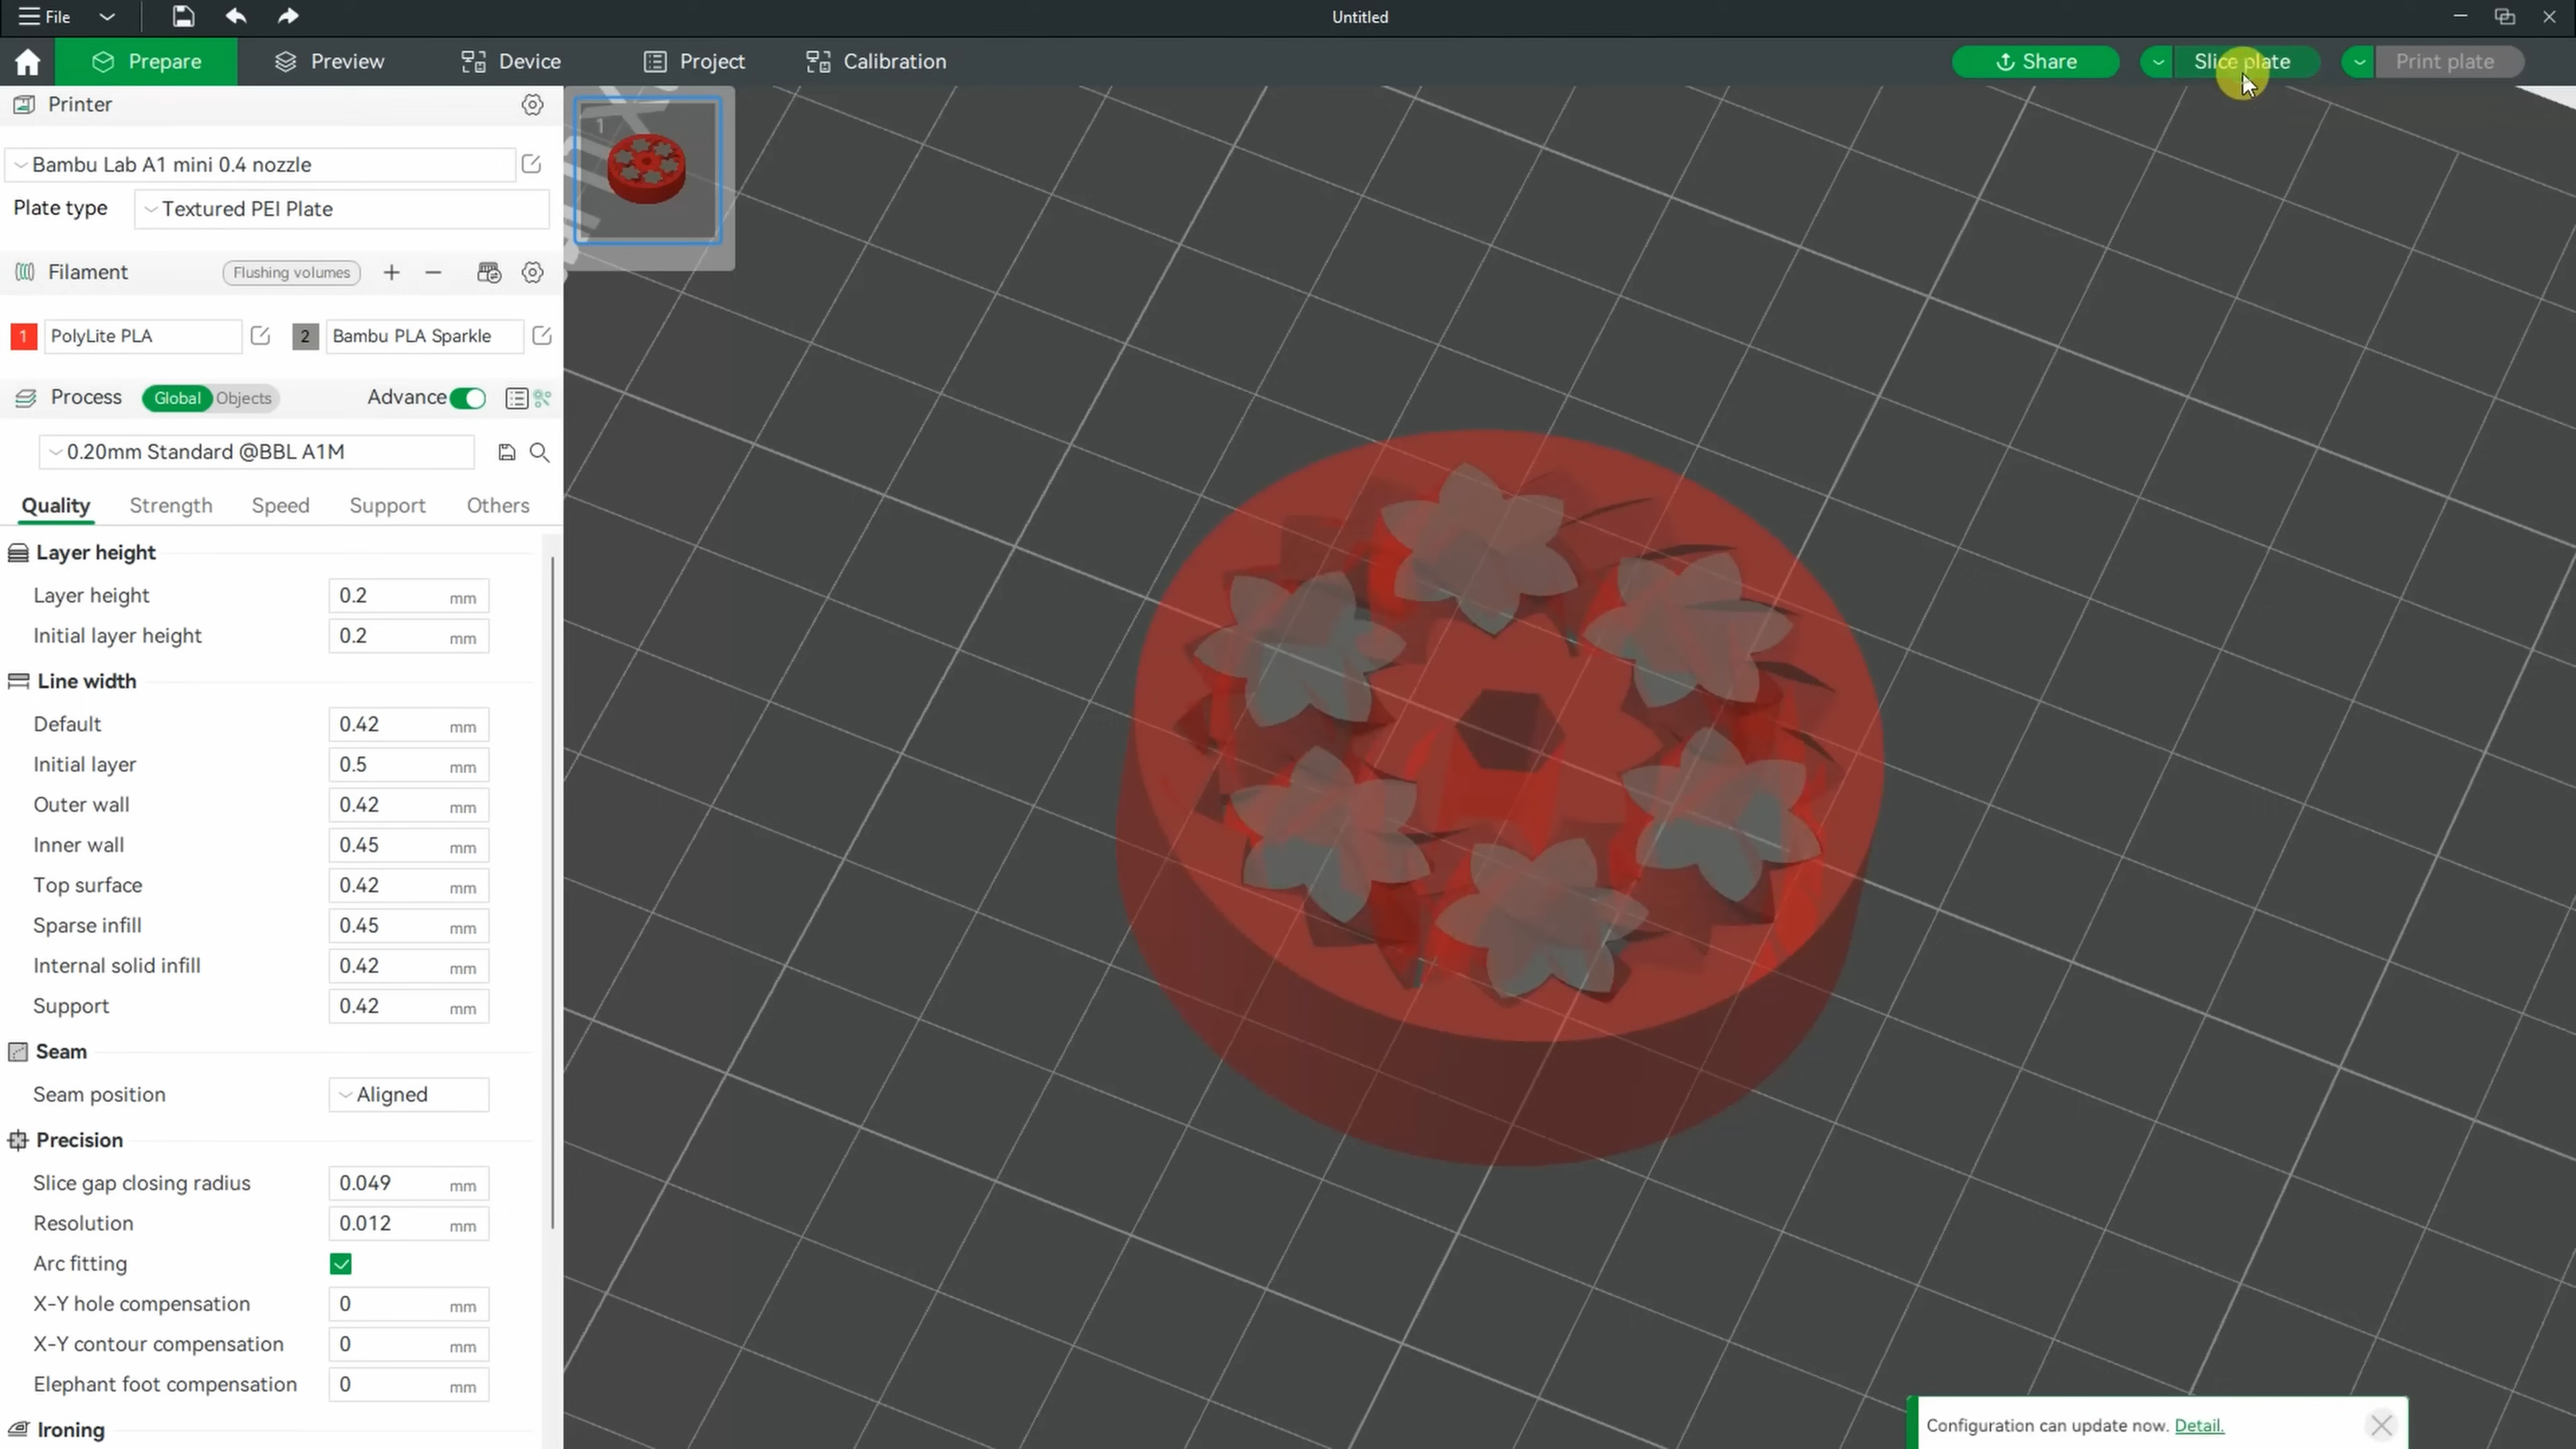 File
Untitled
Prepare
Preview
Device
Project
Calibration
Share
Slice plate
Print plate
Printer
Bambu Lab A1 mini 0.4 nozzle
Plate type
Textured PEI Plate
1
Filament
Flushing volumes
1 PolyLite PLA
2 Bambu PLA Sparkle
Process
Global Objects
Advance
0.20mm Standard @BBL A1M
Quality Strength Speed Support Others
Layer height
Layer height 0.2 mm
Initial layer height 0.2 mm
Line width
Default 0.42 mm
Initial layer 0.5 mm
Outer wall 0.42 mm
Inner wall 0.45 mm
Top surface 0.42 mm
Sparse infill 0.45 mm
Internal solid infill 0.42 mm
Support 0.42 mm
Seam
Seam position Aligned
Precision
Slice gap closing radius 0.049 mm
Resolution 0.012 mm
Arc fitting
X-Y hole compensation 0 mm
X-Y contour compensation 0 mm
Elephant foot compensation 0 mm
Ironing
Configuration can update now. Detail.